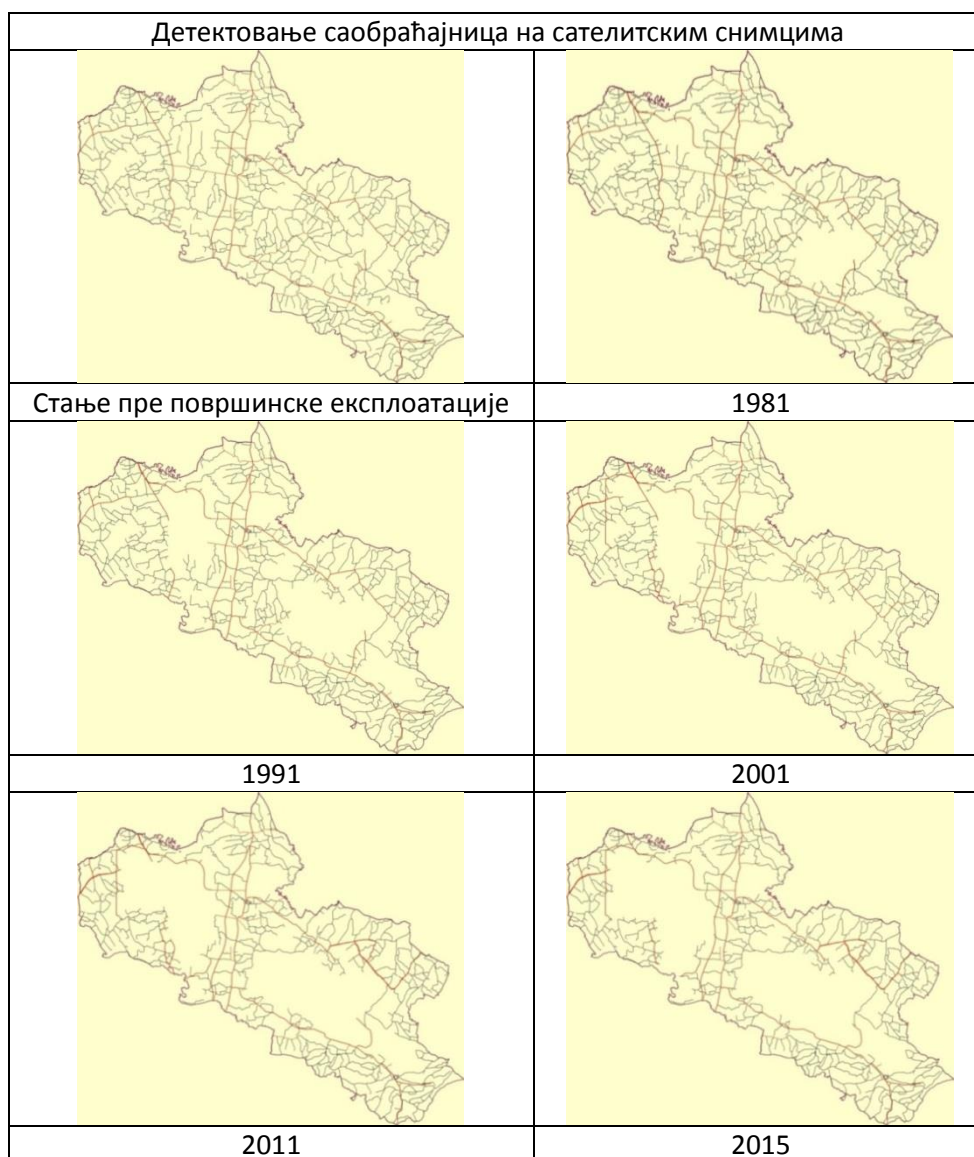 Детектовање саобраћајница на сателитским снимцима
Стање пре површинске експлоатације
1981
1991
2001
2011
2015